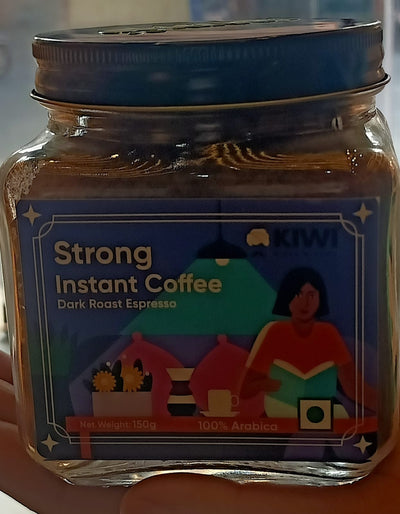 KIWI
Strong
Instant Coffee
Dark Roast Espresso
Net. Weight: 150g
100% Arabica